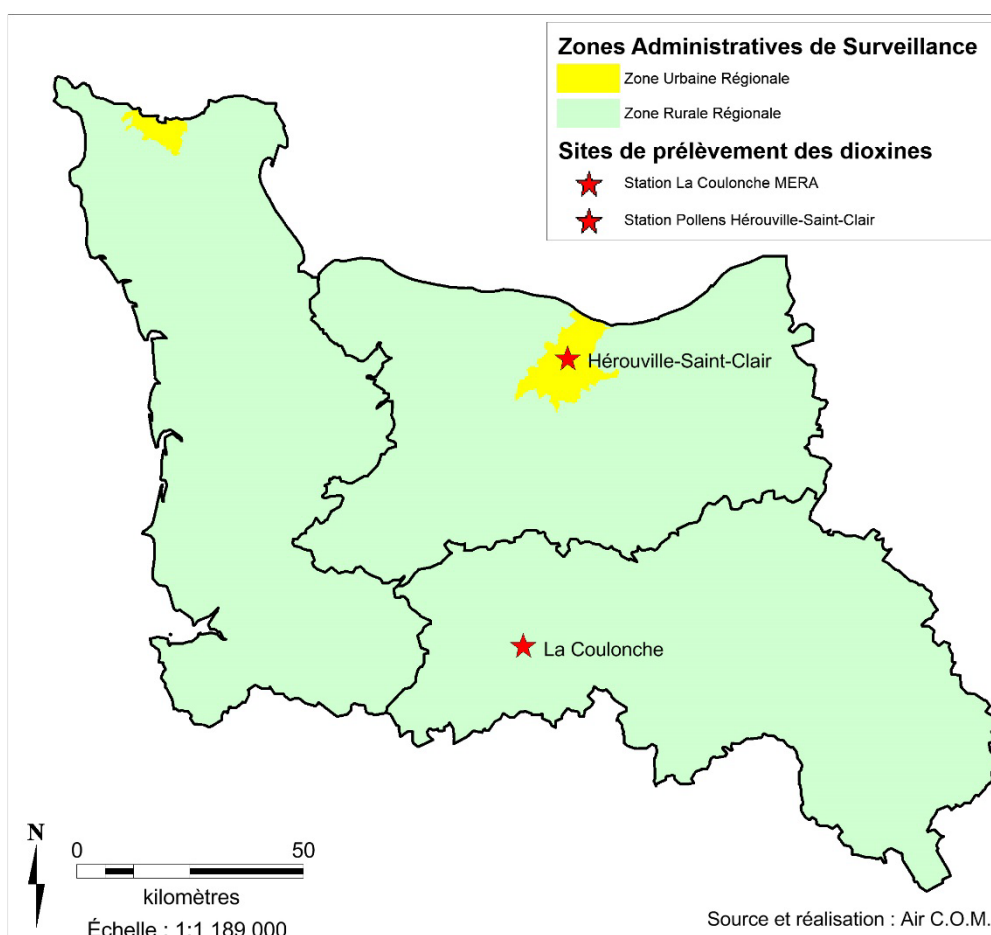 Zones Administratives de Surveillance
Zone Urbaine Régionale
Zone Rurale Régionale
Sites de prélèvement des dioxines
Station La Coulonche MERA
Station Pollens Hérouville-Saint-Clair
Hérouville-Saint-Clair
La Coulonche
N
0 50
kilomètres
Échelle : 1:1 189 000
Source et réalisation : Air C.O.M.